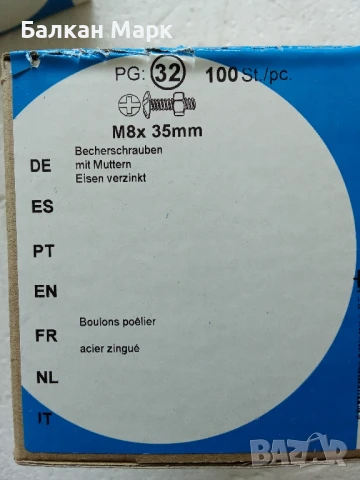 Балкан Марк
PG: 32 100 St./pc.
M8x 35mm
Becherschrauben
mit Muttern
Eisen verzinkt
DE
ES
PT
EN
Boulons poêlier
FR
acier zingué
NL
IT
BAZAR